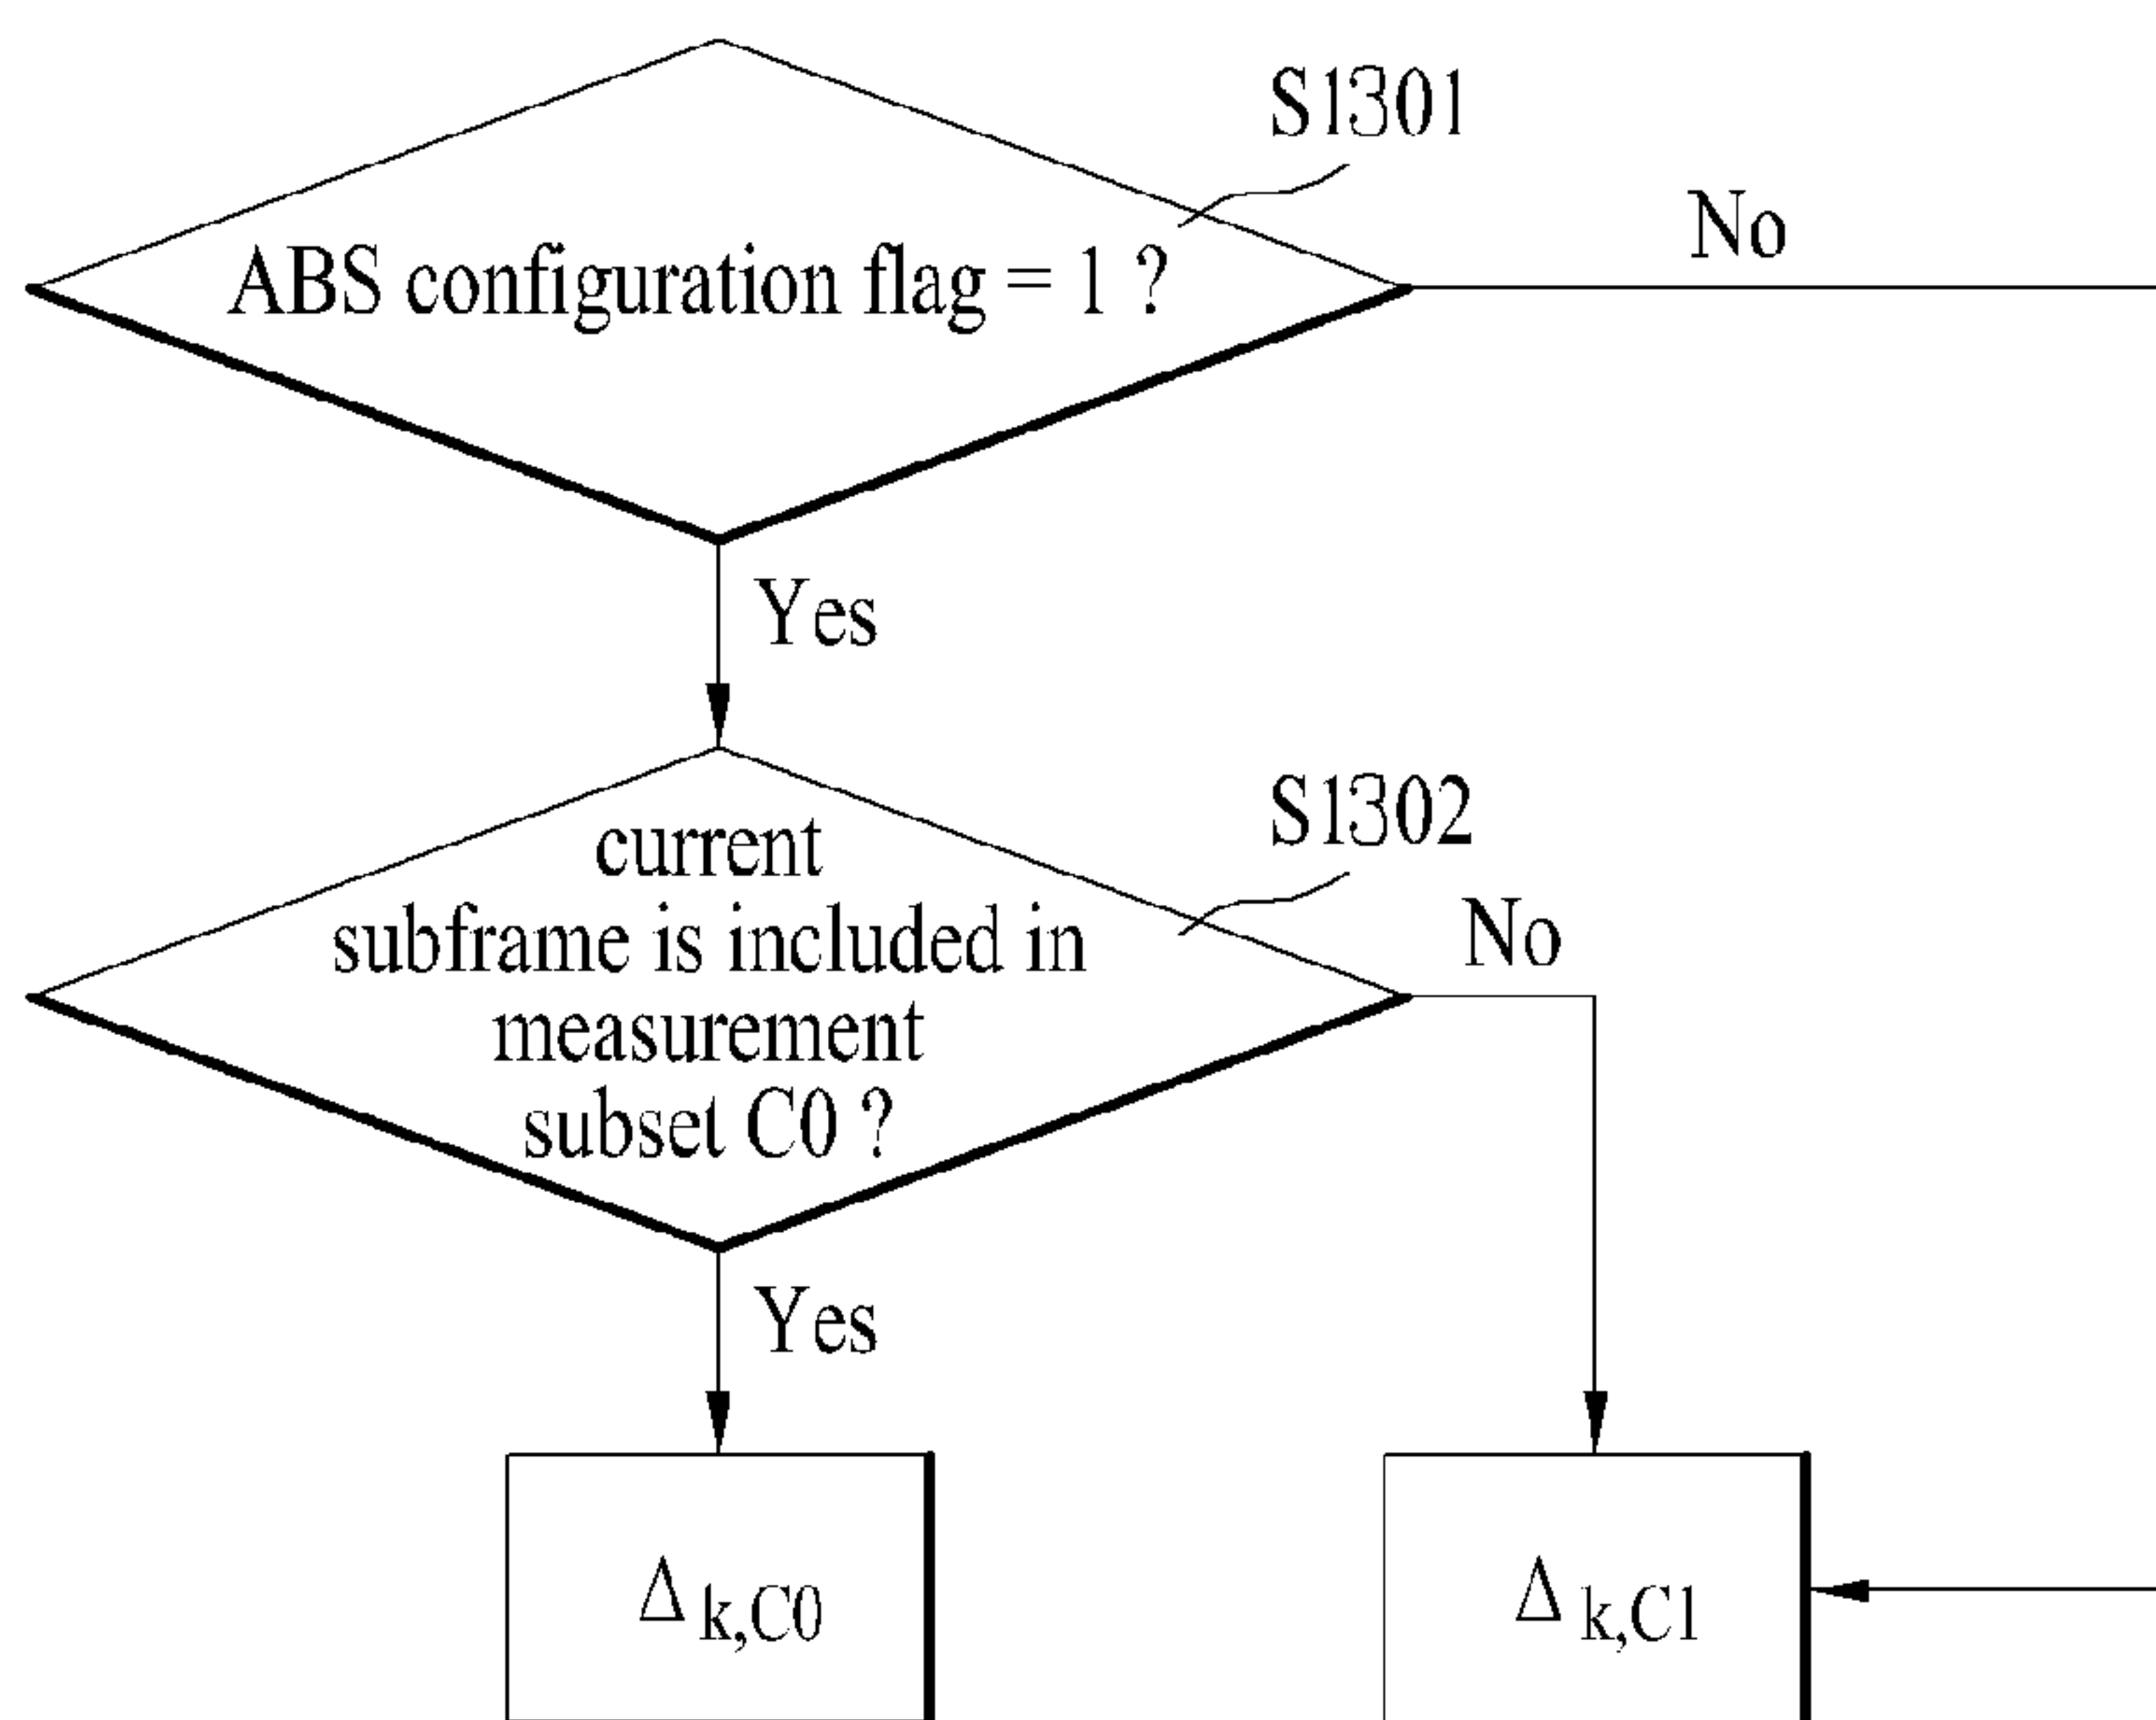 S1301
No
ABS configuration flag = 1 ?
Yes
S1302
No
current
subframe is included in
measurement
subset C0 ?
Yes
Δ k,C0
Δ k,C1